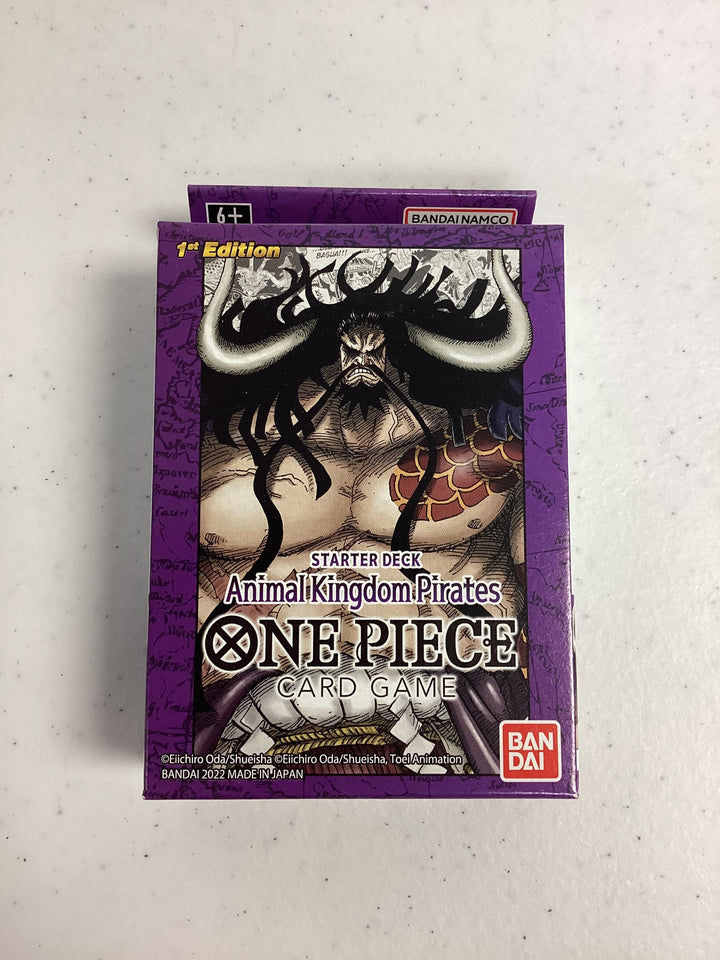 6+
BANDAI NAMCO
1st Edition
BAGUA!!!
STARTER DECK
Animal Kingdom Pirates
ONE PIECE
CARD GAME
©Eiichiro Oda/Shueisha ©Eiichiro Oda/Shueisha, Toei Animation
BANDAI 2022 MADE IN JAPAN
BAN
DAI